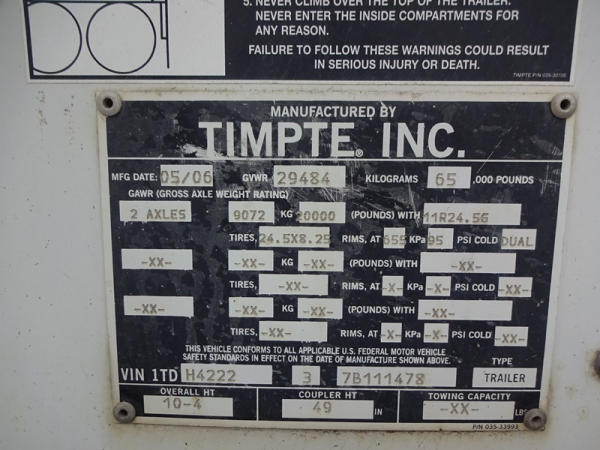 5. NEVER CLIMB OVER THE TOP OF THE TRAILER.
NEVER ENTER THE INSIDE COMPARTMENTS FOR
ANY REASON.
FAILURE TO FOLLOW THESE WARNINGS COULD RESULT
IN SERIOUS INJURY OR DEATH.
MANUFACTURED BY
TIMPTE® INC.
MFG DATE: 05/06 GVWR 29484 KILOGRAMS 65 ,000 POUNDS
GAWR (GROSS AXLE WEIGHT RATING)
2 AXLES 9072 KG 20000 (POUNDS) WITH 11R24.5G
TIRES, 24.5X8.25 RIMS, AT 655 KPa 95 PSI COLD DUAL
-XX- -XX- KG -XX- (POUNDS) WITH -XX-
TIRES, -XX- RIMS, AT -X- KPa -X- PSI COLD -XX-
-XX- -XX- KG -XX- (POUNDS) WITH -XX-
TIRES, -XX- RIMS, AT -X- KPa -X- PSI COLD -XX-
THIS VEHICLE CONFORMS TO ALL APPLICABLE U.S. FEDERAL MOTOR VEHICLE
SAFETY STANDARDS IN EFFECT ON THE DATE OF MANUFACTURE SHOWN ABOVE. TYPE
VIN 1TD H4222 3 7B111478 TRAILER
OVERALL HT COUPLER HT TOWING CAPACITY
10-4 49 IN -XX- LBS
P/N 035-33993